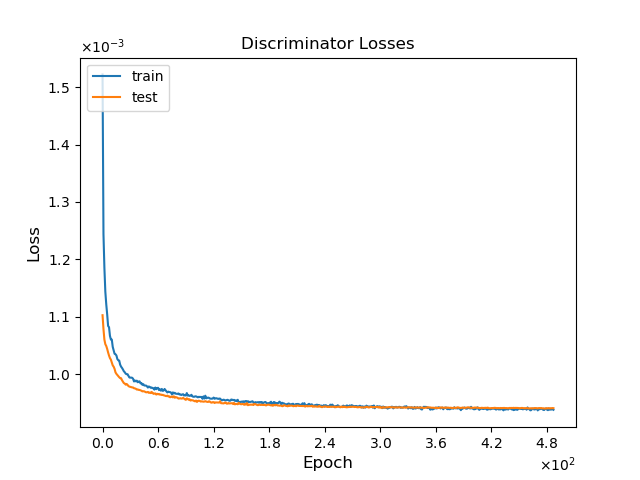 Discriminator Losses
×10⁻³
train
test
1.5
1.4
1.3
1.2
1.1
1.0
Loss
0.0 0.6 1.2 1.8 2.4 3.0 3.6 4.2 4.8
Epoch
×10²